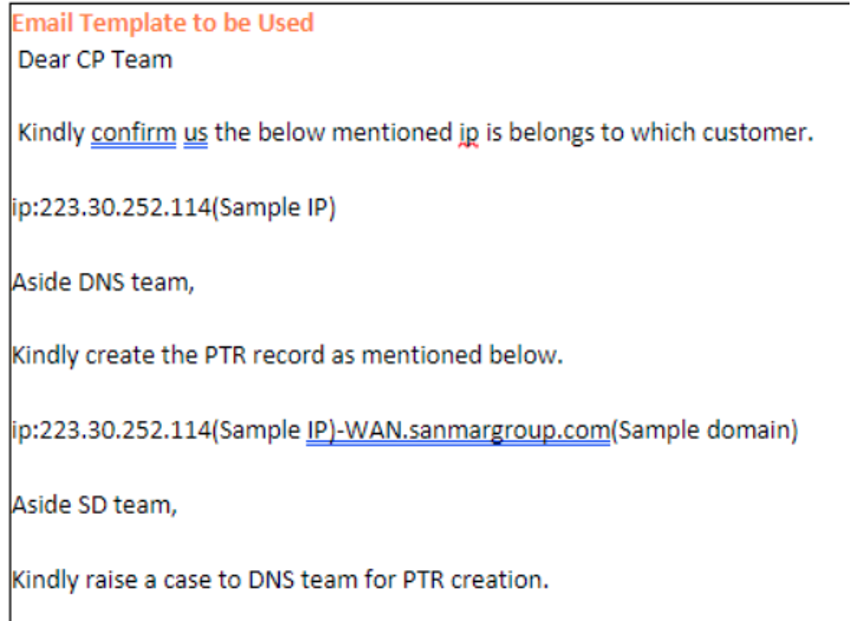 Email Template to be Used
Dear CP Team
Kindly confirm us the below mentioned ip is belongs to which customer.
ip:223.30.252.114(Sample IP)
Aside DNS team,
Kindly create the PTR record as mentioned below.
ip:223.30.252.114(Sample IP)-WAN.sanmargroup.com(Sample domain)
Aside SD team,
Kindly raise a case to DNS team for PTR creation.